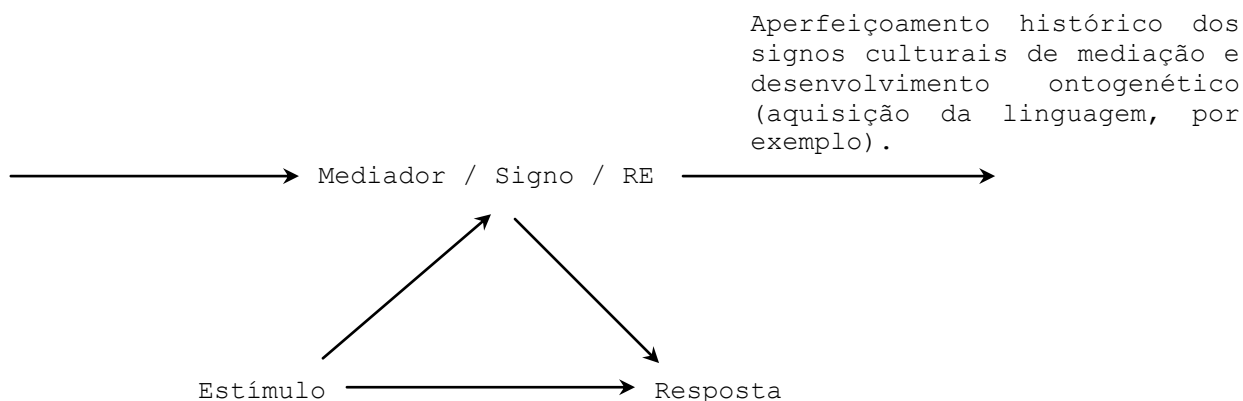 Aperfeiçoamento histórico dos
signos culturais de mediação e
desenvolvimento ontogenético
(aquisição da linguagem, por
exemplo).
Mediador / Signo / RE
Estímulo
Resposta